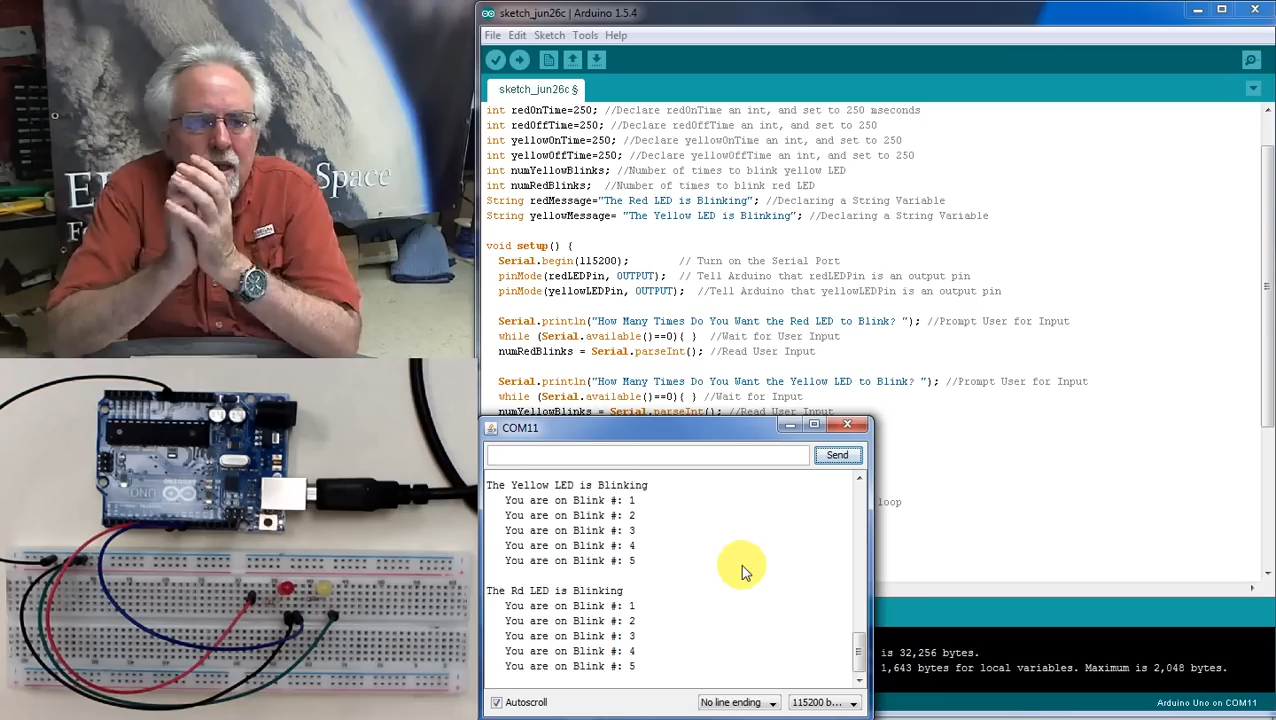 sketch_jun26c | Arduino 1.5.4
File Edit Sketch Tools Help
sketch_jun26c §
int redOnTime=250; //Declare redOnTime an int, and set to 250 mseconds
int redOffTime=250; //Declare redOffTime an int, and set to 250
int yellowOnTime=250; //Declare yellowOnTime an int, and set to 250
int yellowOffTime=250; //Declare yellowOffTime an int, and set to 250
int numYellowBlinks; //Number of times to blink yellow LED
int numRedBlinks; //Number of times to blink red LED
String redMessage="The Red LED is Blinking"; //Declaring a String Variable
String yellowMessage= "The Yellow LED is Blinking"; //Declaring a String Variable
void setup() {
Serial.begin(115200); // Turn on the Serial Port
pinMode(redLEDPin, OUTPUT); // Tell Arduino that redLEDPin is an output pin
pinMode(yellowLEDPin, OUTPUT); //Tell Arduino that yellowLEDPin is an output pin
Serial.println("How Many Times Do You Want the Red LED to Blink? "); //Prompt User for Input
while (Serial.available()==0){ } //Wait for User Input
numRedBlinks = Serial.parseInt(); //Read User Input
Serial.println("How Many Times Do You Want the Yellow LED to Blink? "); //Prompt User for Input
while (Serial.available()==0){ } //Wait for Input
numYellowBlinks = Serial.parseInt(); //Read User Input
loop
COM11
Send
The Yellow LED is Blinking
You are on Blink #: 1
You are on Blink #: 2
You are on Blink #: 3
You are on Blink #: 4
You are on Blink #: 5
The Rd LED is Blinking
You are on Blink #: 1
You are on Blink #: 2
You are on Blink #: 3
You are on Blink #: 4
You are on Blink #: 5
Autoscroll
No line ending
115200 b...
is 32,256 bytes.
1,643 bytes for local variables. Maximum is 2,048 bytes.
Arduino Uno on COM11
Space
UNO